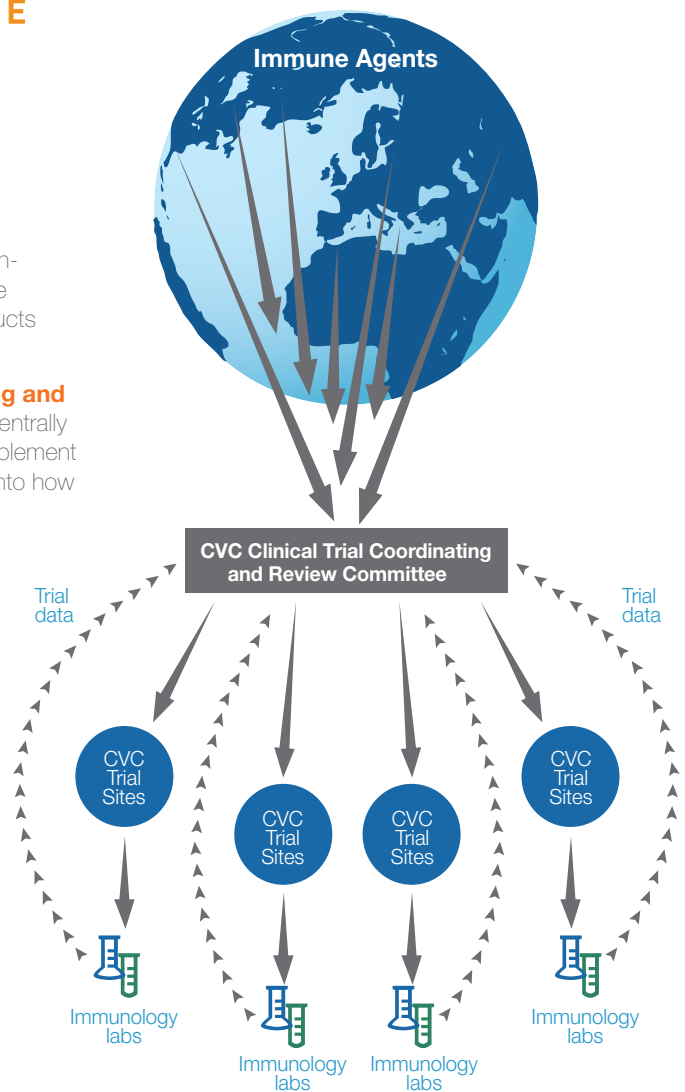 E
Immune Agents
n-
e
ucts
g and
entrally
plement
nto how
CVC Clinical Trial Coordinating
and Review Committee
Trial
data
Trial
data
CVC
Trial
Sites
CVC
Trial
Sites
CVC
Trial
Sites
CVC
Trial
Sites
Immunology
labs
Immunology
labs
Immunology
labs
Immunology
labs